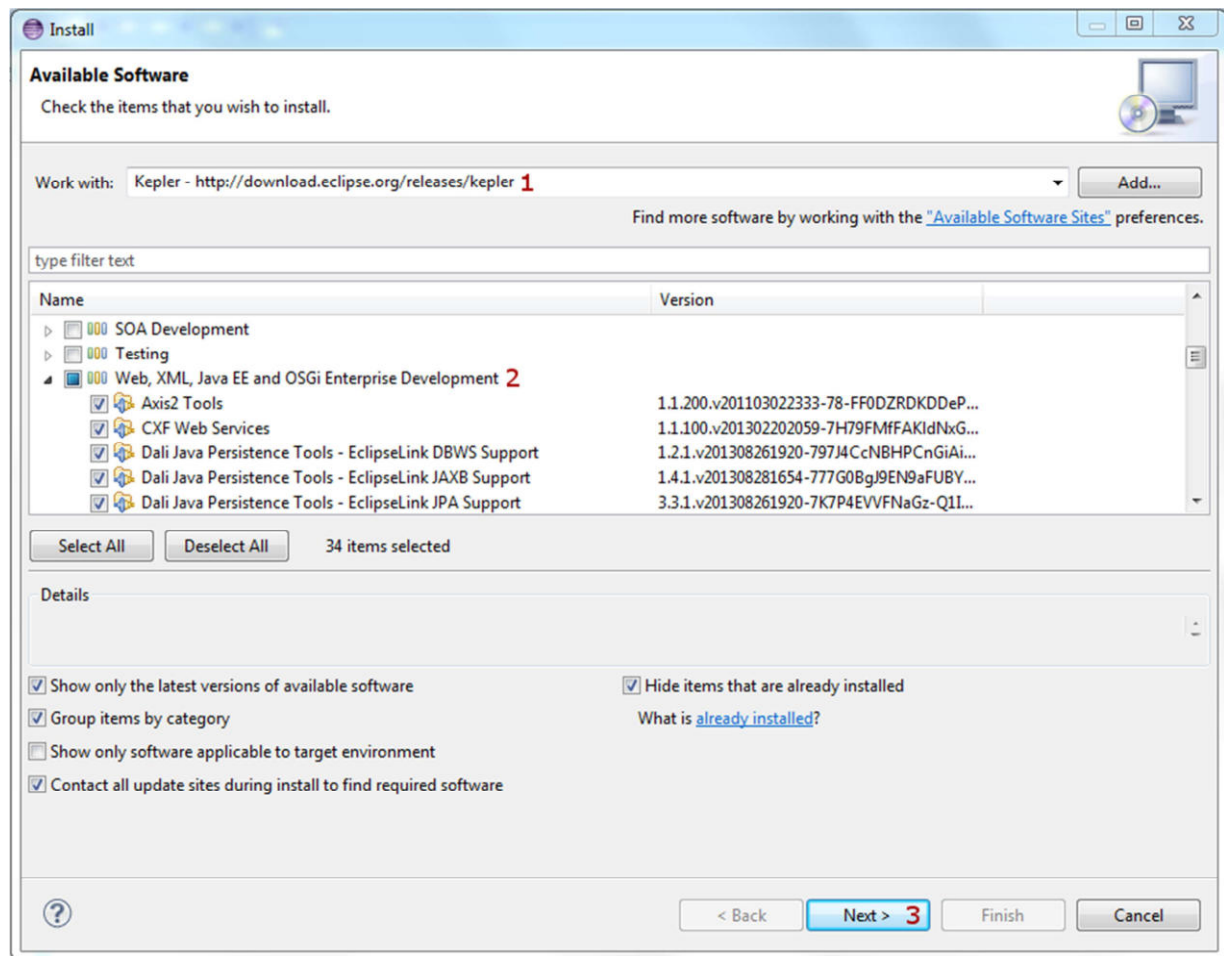 Install
Available Software
Check the items that you wish to install.
Work with: Kepler - http://download.eclipse.org/releases/kepler 1 Add...
Find more software by working with the "Available Software Sites" preferences.
type filter text
Name Version
SOA Development
Testing
Web, XML, Java EE and OSGi Enterprise Development 2
Axis2 Tools 1.1.200.v201103022333-78-FF0DZRDKDDeP...
CXF Web Services 1.1.100.v201302202059-7H79FMfFAKIdNxG...
Dali Java Persistence Tools - EclipseLink DBWS Support 1.2.1.v201308261920-797J4CcNBHPCnGiAi...
Dali Java Persistence Tools - EclipseLink JAXB Support 1.4.1.v201308281654-777G0BgJ9EN9aFUBY...
Dali Java Persistence Tools - EclipseLink JPA Support 3.3.1.v201308261920-7K7P4EVVFNaGz-Q1I...
Select All Deselect All 34 items selected
Details
Show only the latest versions of available software Hide items that are already installed
Group items by category What is already installed?
Show only software applicable to target environment
Contact all update sites during install to find required software
? < Back Next > 3 Finish Cancel